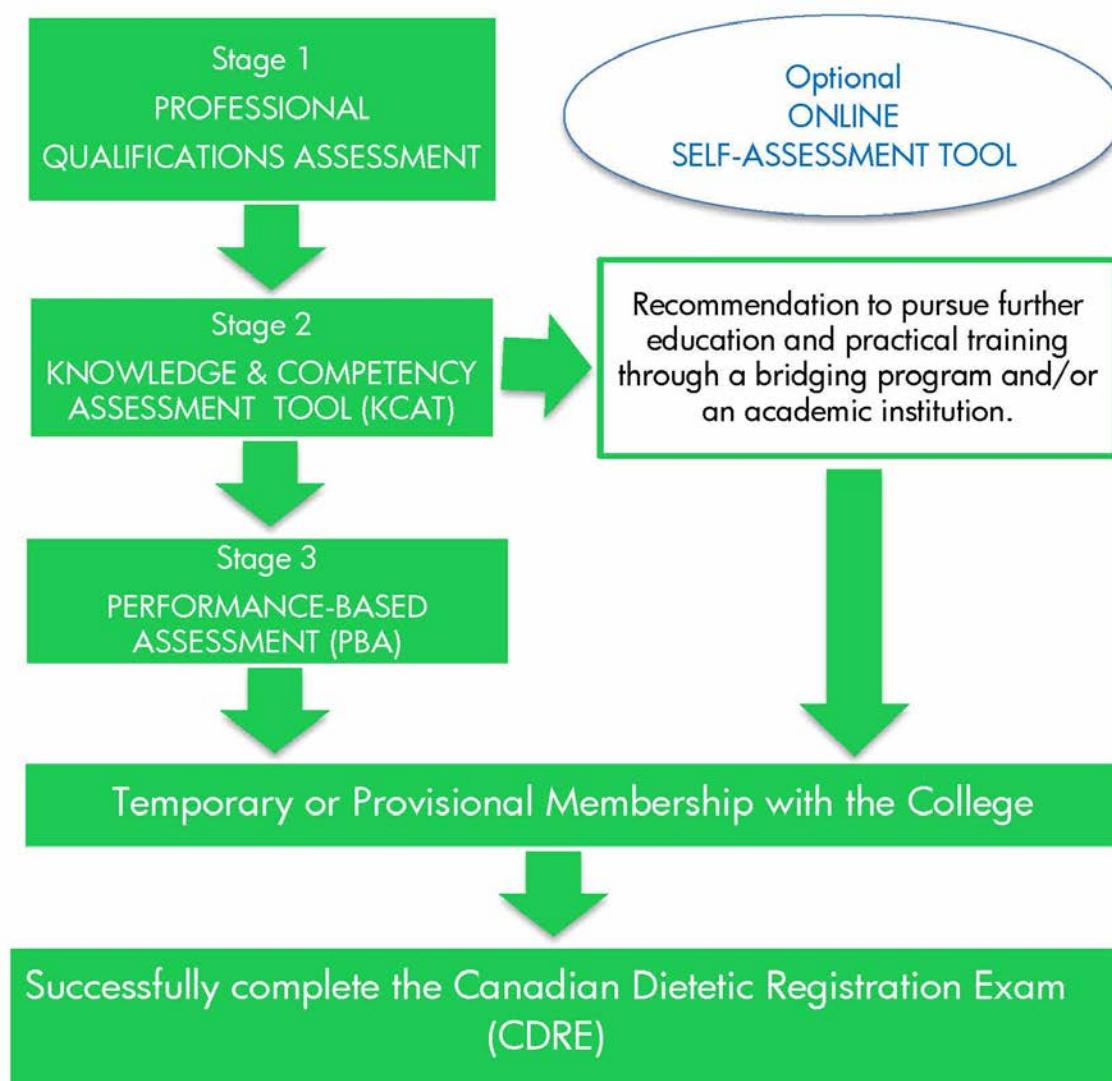 Stage 1
PROFESSIONAL
QUALIFICATIONS ASSESSMENT
Optional
ONLINE
SELF-ASSESSMENT TOOL
Stage 2
KNOWLEDGE & COMPETENCY
ASSESSMENT TOOL (KCAT)
Recommendation to pursue further
education and practical training
through a bridging program and/or
an academic institution.
Stage 3
PERFORMANCE-BASED
ASSESSMENT (PBA)
Temporary or Provisional Membership with the College
Successfully complete the Canadian Dietetic Registration Exam
(CDRE)